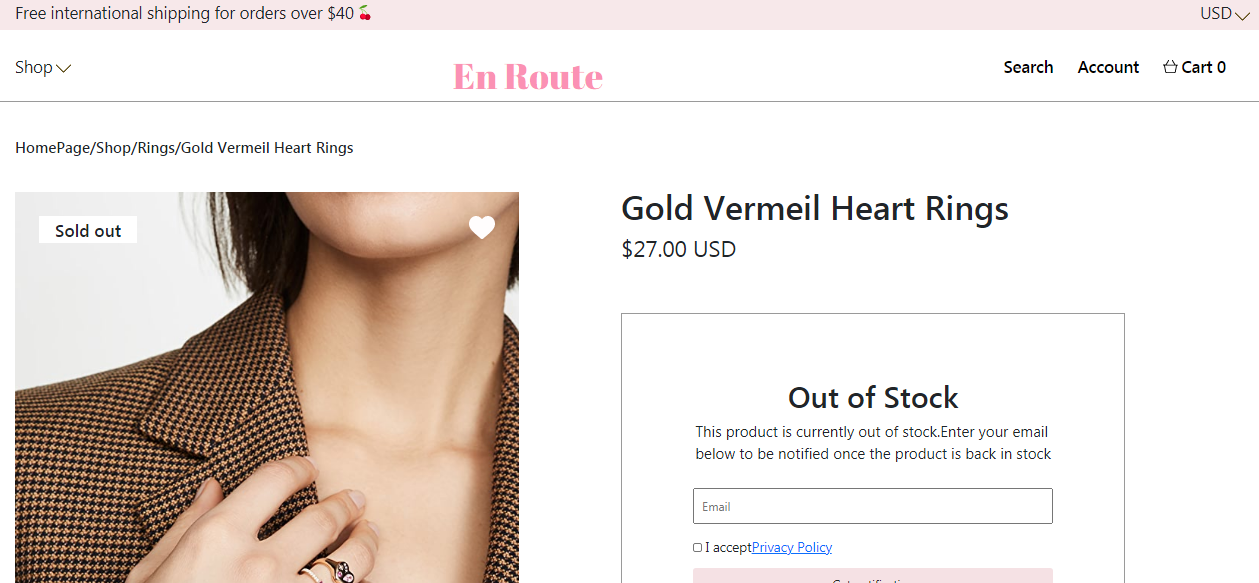 Free international shipping for orders over $40🍒
USD
Shop
En Route
Search
Account
Cart 0
HomePage/Shop/Rings/Gold Vermeil Heart Rings
Sold out
Gold Vermeil Heart Rings
$27.00 USD
Out of Stock
This product is currently out of stock.Enter your email
below to be notified once the product is back in stock
Email
I acceptPrivacy Policy